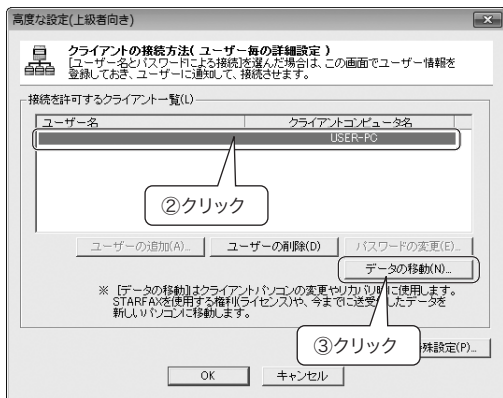 高度な設定(上級者向き)
クライアントの接続方法( ユーザー毎の詳細設定 )
[ユーザー名とパスワードによる接続]を選んだ場合は、この画面でユーザー情報を
登録しておき、ユーザーに通知して、接続させます。
接続を許可するクライアント一覧(L)
ユーザー名 クライアントコンピュータ名
USER-PC
②クリック
ユーザーの追加(A)... ユーザーの削除(D) パスワードの変更(E)...
データの移動(N)...
※ [データの移動]はクライアントパソコンの変更やリカバリ時に使用します。
STARFAXを使用する権利(ライセンス)や、今までに送受したデータを
新しいパソコンに移動します。
③クリック
殊設定(P)...
OK キャンセル